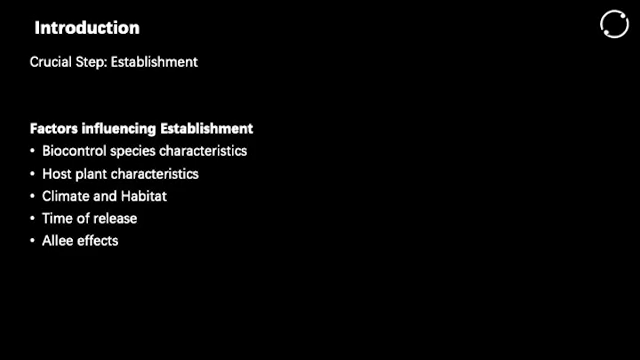 Introduction
Crucial Step: Establishment
Factors influencing Establishment
• Biocontrol species characteristics
• Host plant characteristics
• Climate and Habitat
• Time of release
• Allee effects